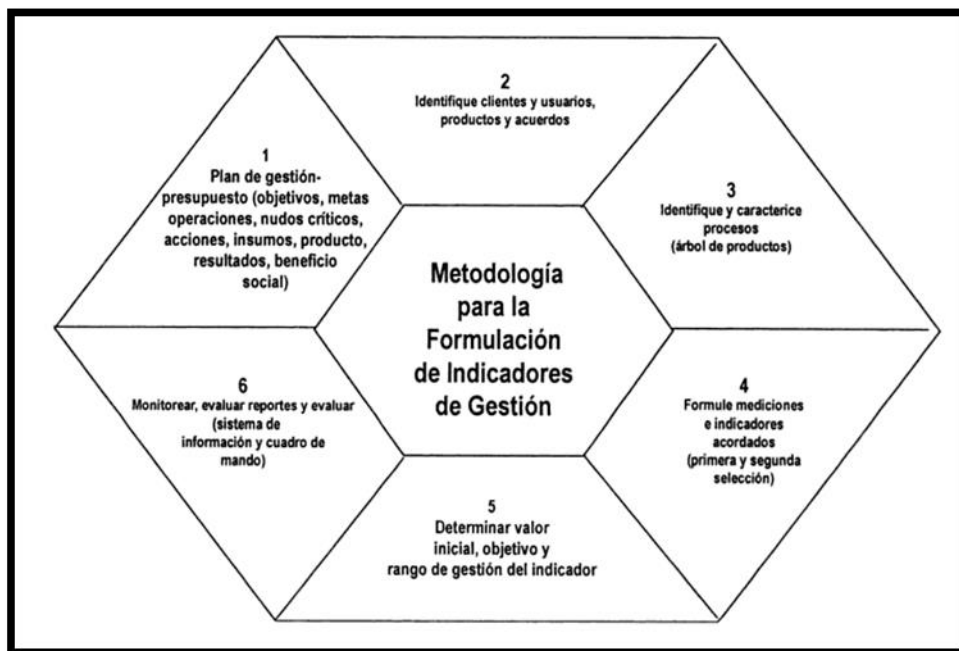 1
Plan de gestión-
presupuesto (objetivos, metas
operaciones, nudos críticos,
acciones, insumos, producto,
resultados, beneficio
social)
2
Identifique clientes y usuarios,
productos y acuerdos
3
Identifique y caracterice
procesos
(árbol de productos)
Metodología
para la
Formulación
de Indicadores
de Gestión
4
Formule mediciones
e indicadores
acordados
(primera y segunda
selección)
5
Determinar valor
inicial, objetivo y
rango de gestión del indicador
6
Monitorear, evaluar reportes y evaluar
(sistema de
información y cuadro de
mando)